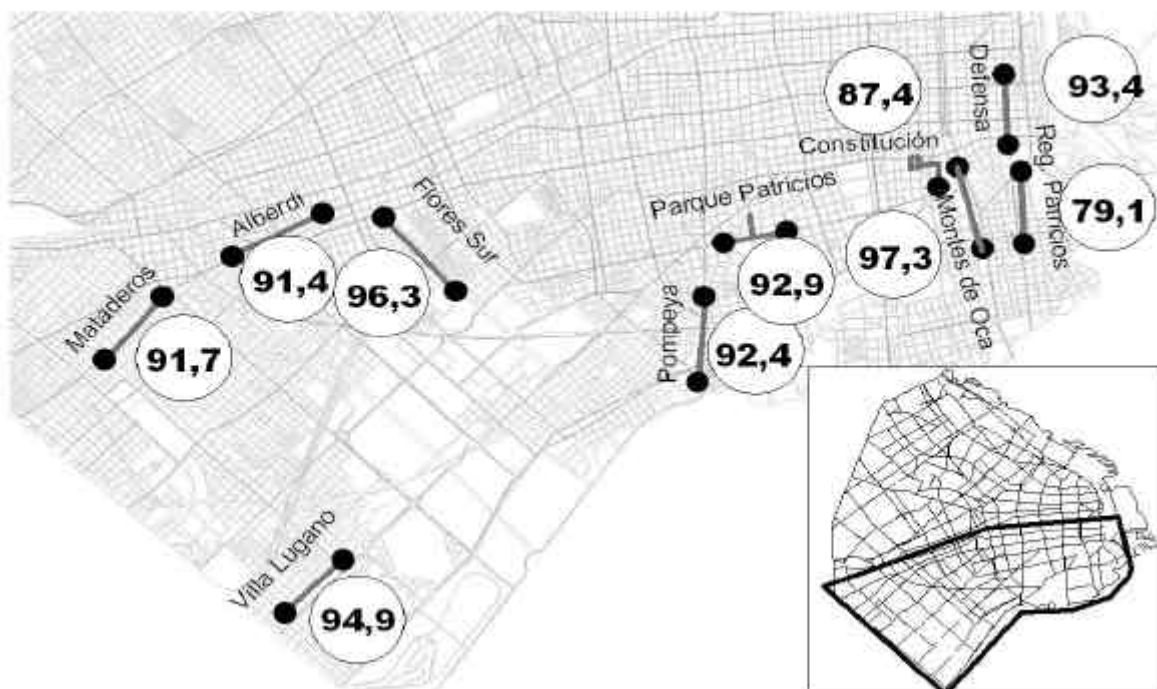 Defensa
87,4
93,4
Constitución
Reg. Patricios
Parque Patricios
79,1
Montes de Oca
97,3
Flores Sur
Alberdi
91,4
96,3
92,9
Mataderos
91,7
Pompeya
92,4
Villa Lugano
94,9